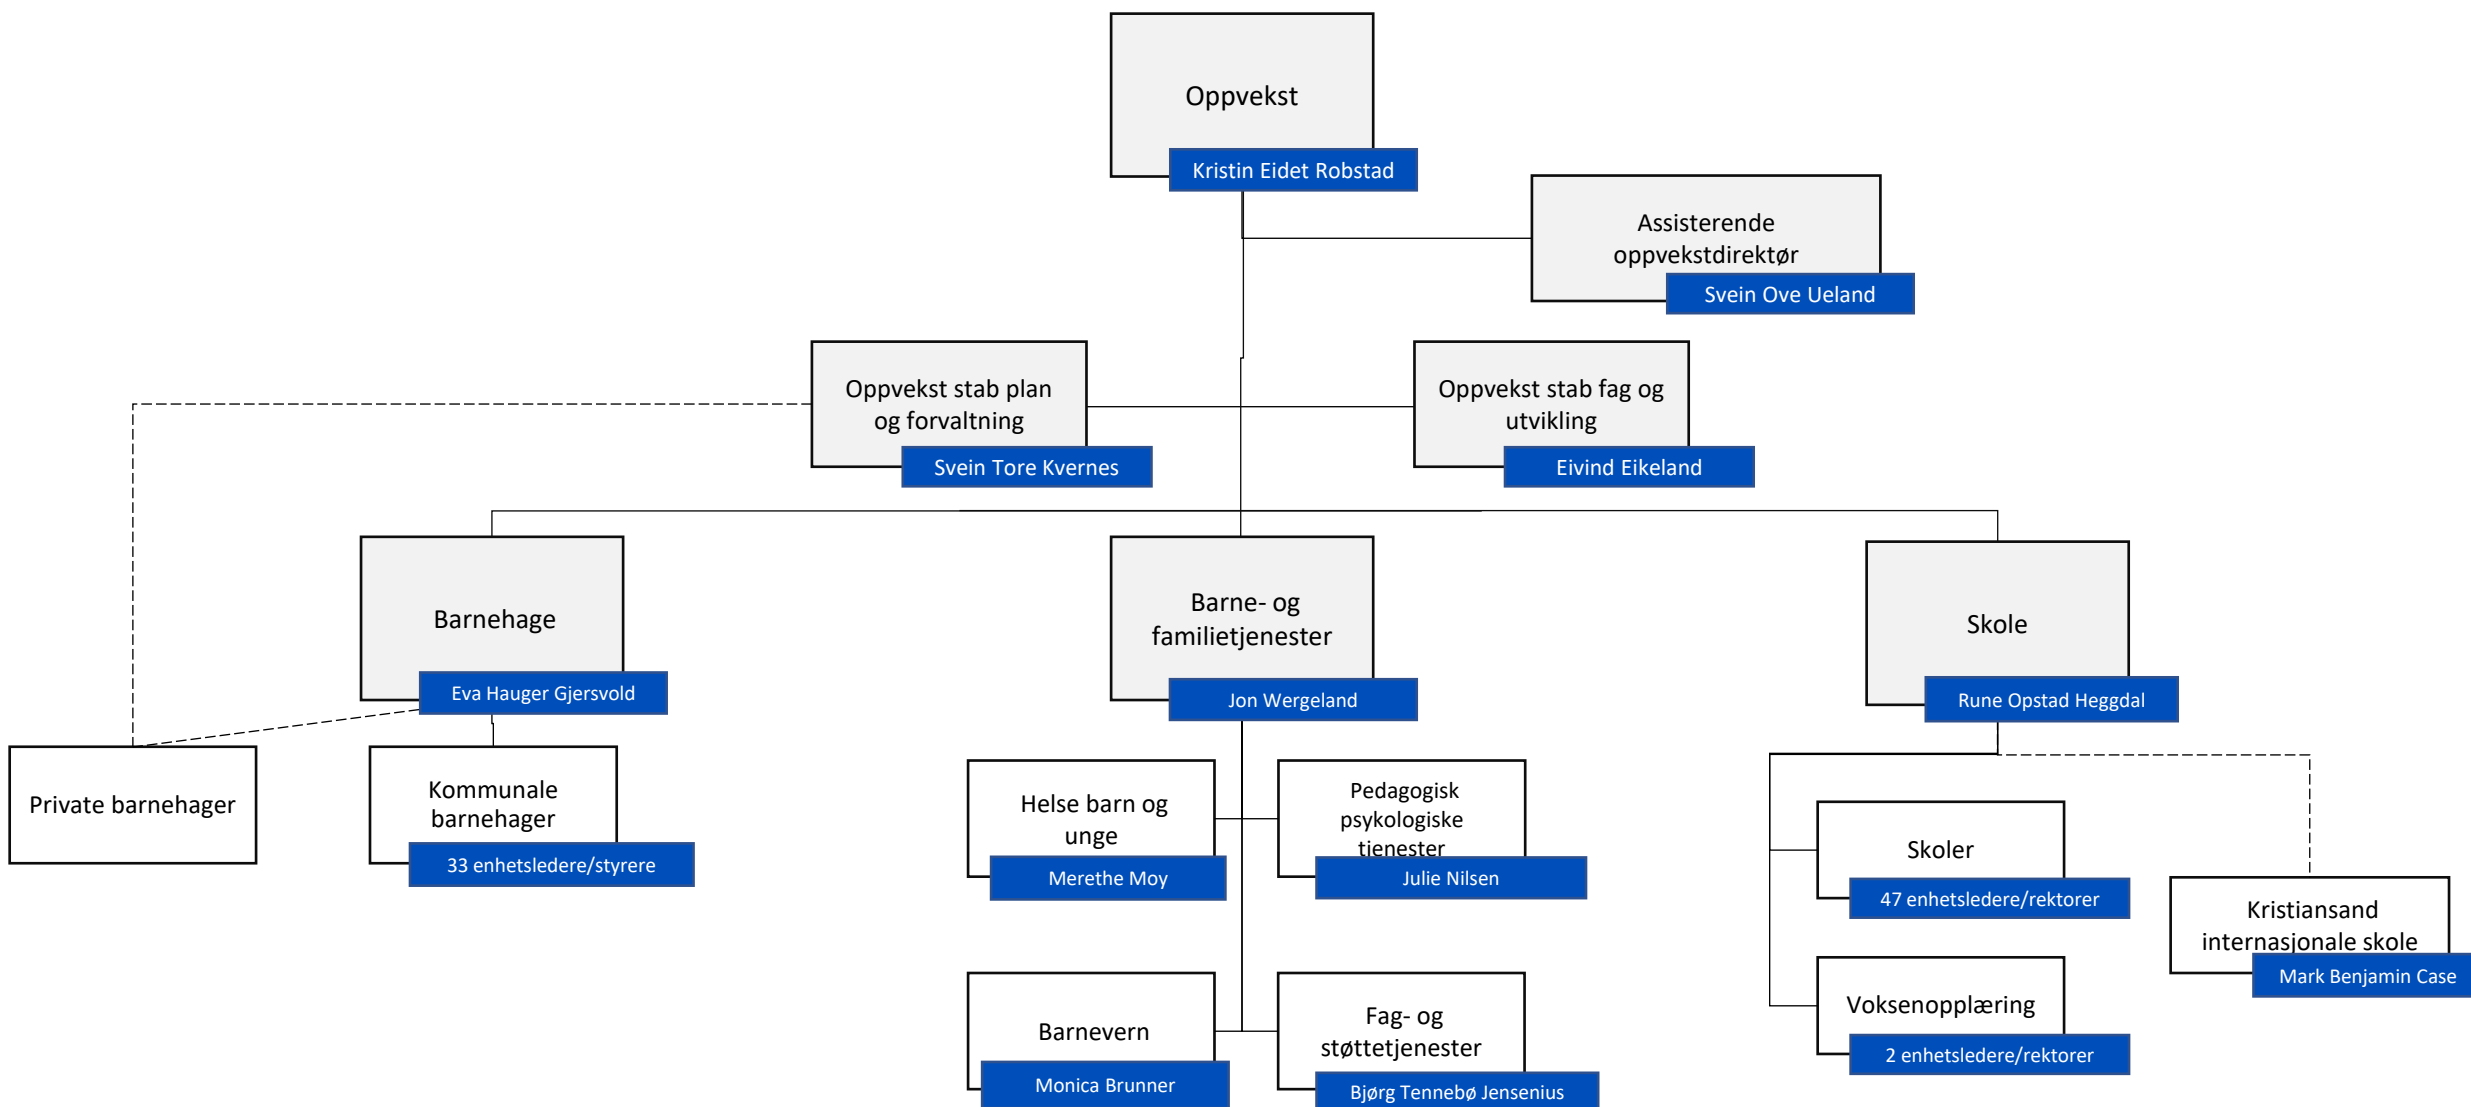 Oppvekst
Kristin Eidet Robstad
Assisterende
oppvekstdirektør
Svein Ove Ueland
Oppvekst stab plan
og forvaltning
Svein Tore Kvernes
Oppvekst stab fag og
utvikling
Eivind Eikeland
Barnehage
Eva Hauger Gjersvold
Barne- og
familietjenester
Jon Wergeland
Skole
Rune Opstad Heggdal
Private barnehager
Kommunale
barnehager
33 enhetsledere/styrere
Helse barn og
unge
Merethe Moy
Pedagogisk
psykologiske
tjenester
Julie Nilsen
Skoler
47 enhetsledere/rektorer
Kristiansand
internasjonale skole
Mark Benjamin Case
Barnevern
Monica Brunner
Fag- og
støttetjenester
Bjørg Tennebø Jensenius
Voksenopplæring
2 enhetsledere/rektorer